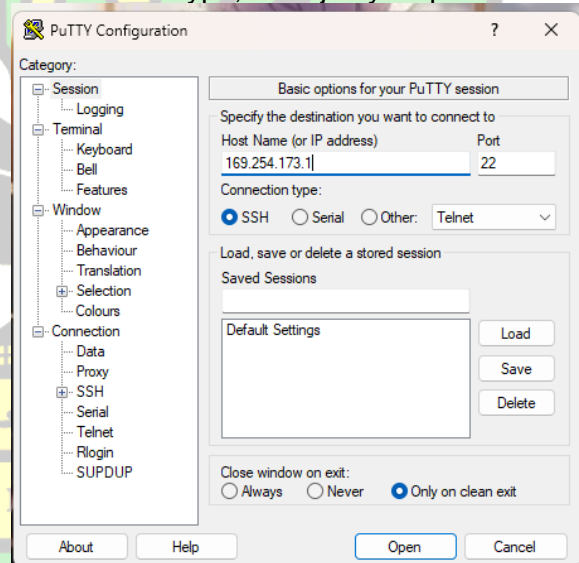 PuTTY Configuration ? ×
Category:
Session
Logging
Terminal
Keyboard
Bell
Features
Window
Appearance
Behaviour
Translation
Selection
Colours
Connection
Data
Proxy
SSH
Serial
Telnet
Rlogin
SUPDUP
Basic options for your PuTTY session
Specify the destination you want to connect to
Host Name (or IP address) Port
169.254.173.1 22
Connection type:
SSH Serial Other: Telnet
Load, save or delete a stored session
Saved Sessions
Default Settings
Load
Save
Delete
Close window on exit:
Always Never Only on clean exit
About Help Open Cancel